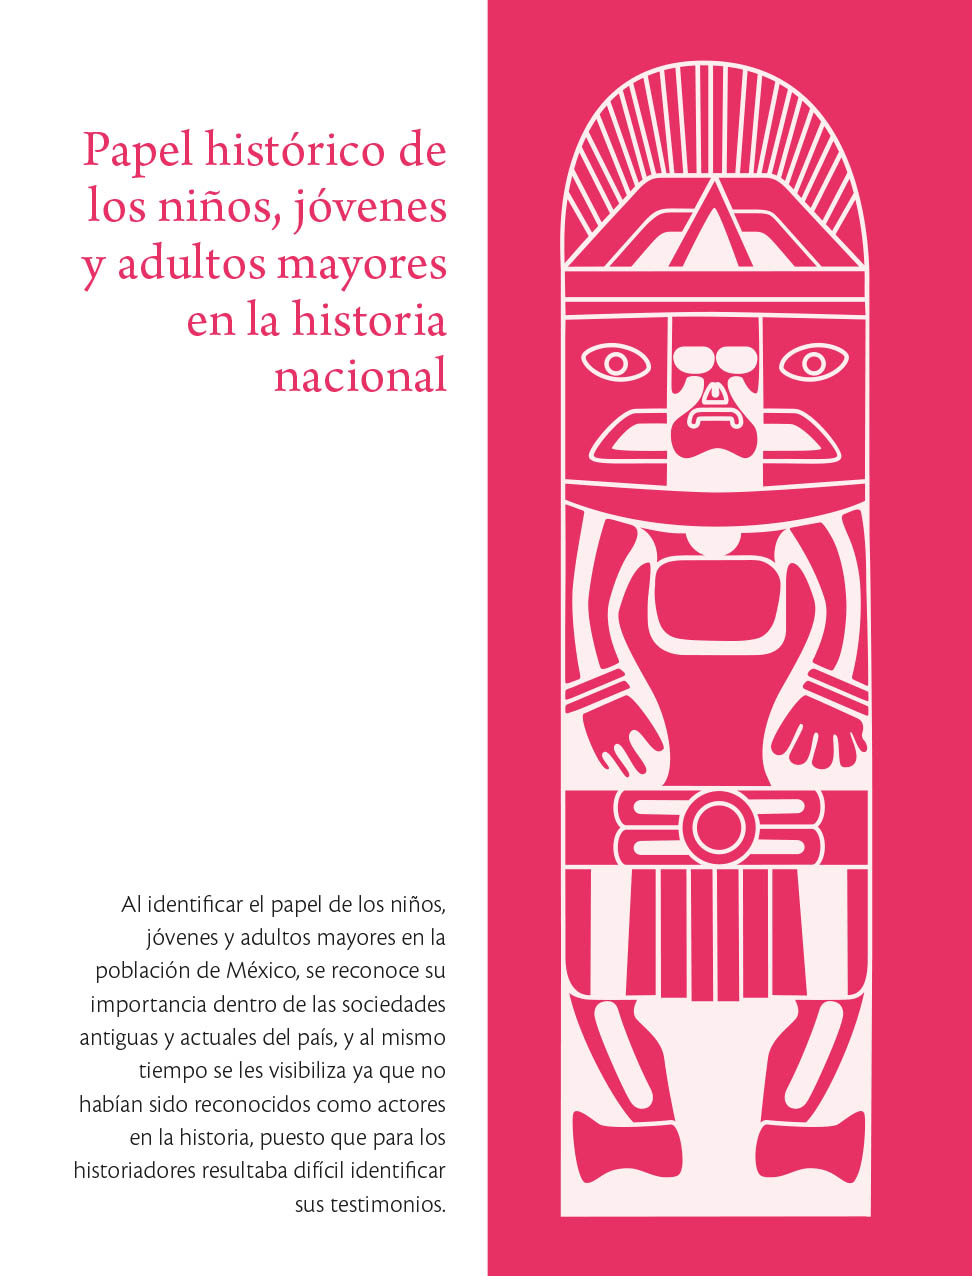 Papel histórico de
los niños, jóvenes
y adultos mayores
en la historia
nacional
Al identificar el papel de los niños,
jóvenes y adultos mayores en la
población de México, se reconoce su
importancia dentro de las sociedades
antiguas y actuales del país, y al mismo
tiempo se les visibiliza ya que no
habían sido reconocidos como actores
en la historia, puesto que para los
historiadores resultaba difícil identificar
sus testimonios.